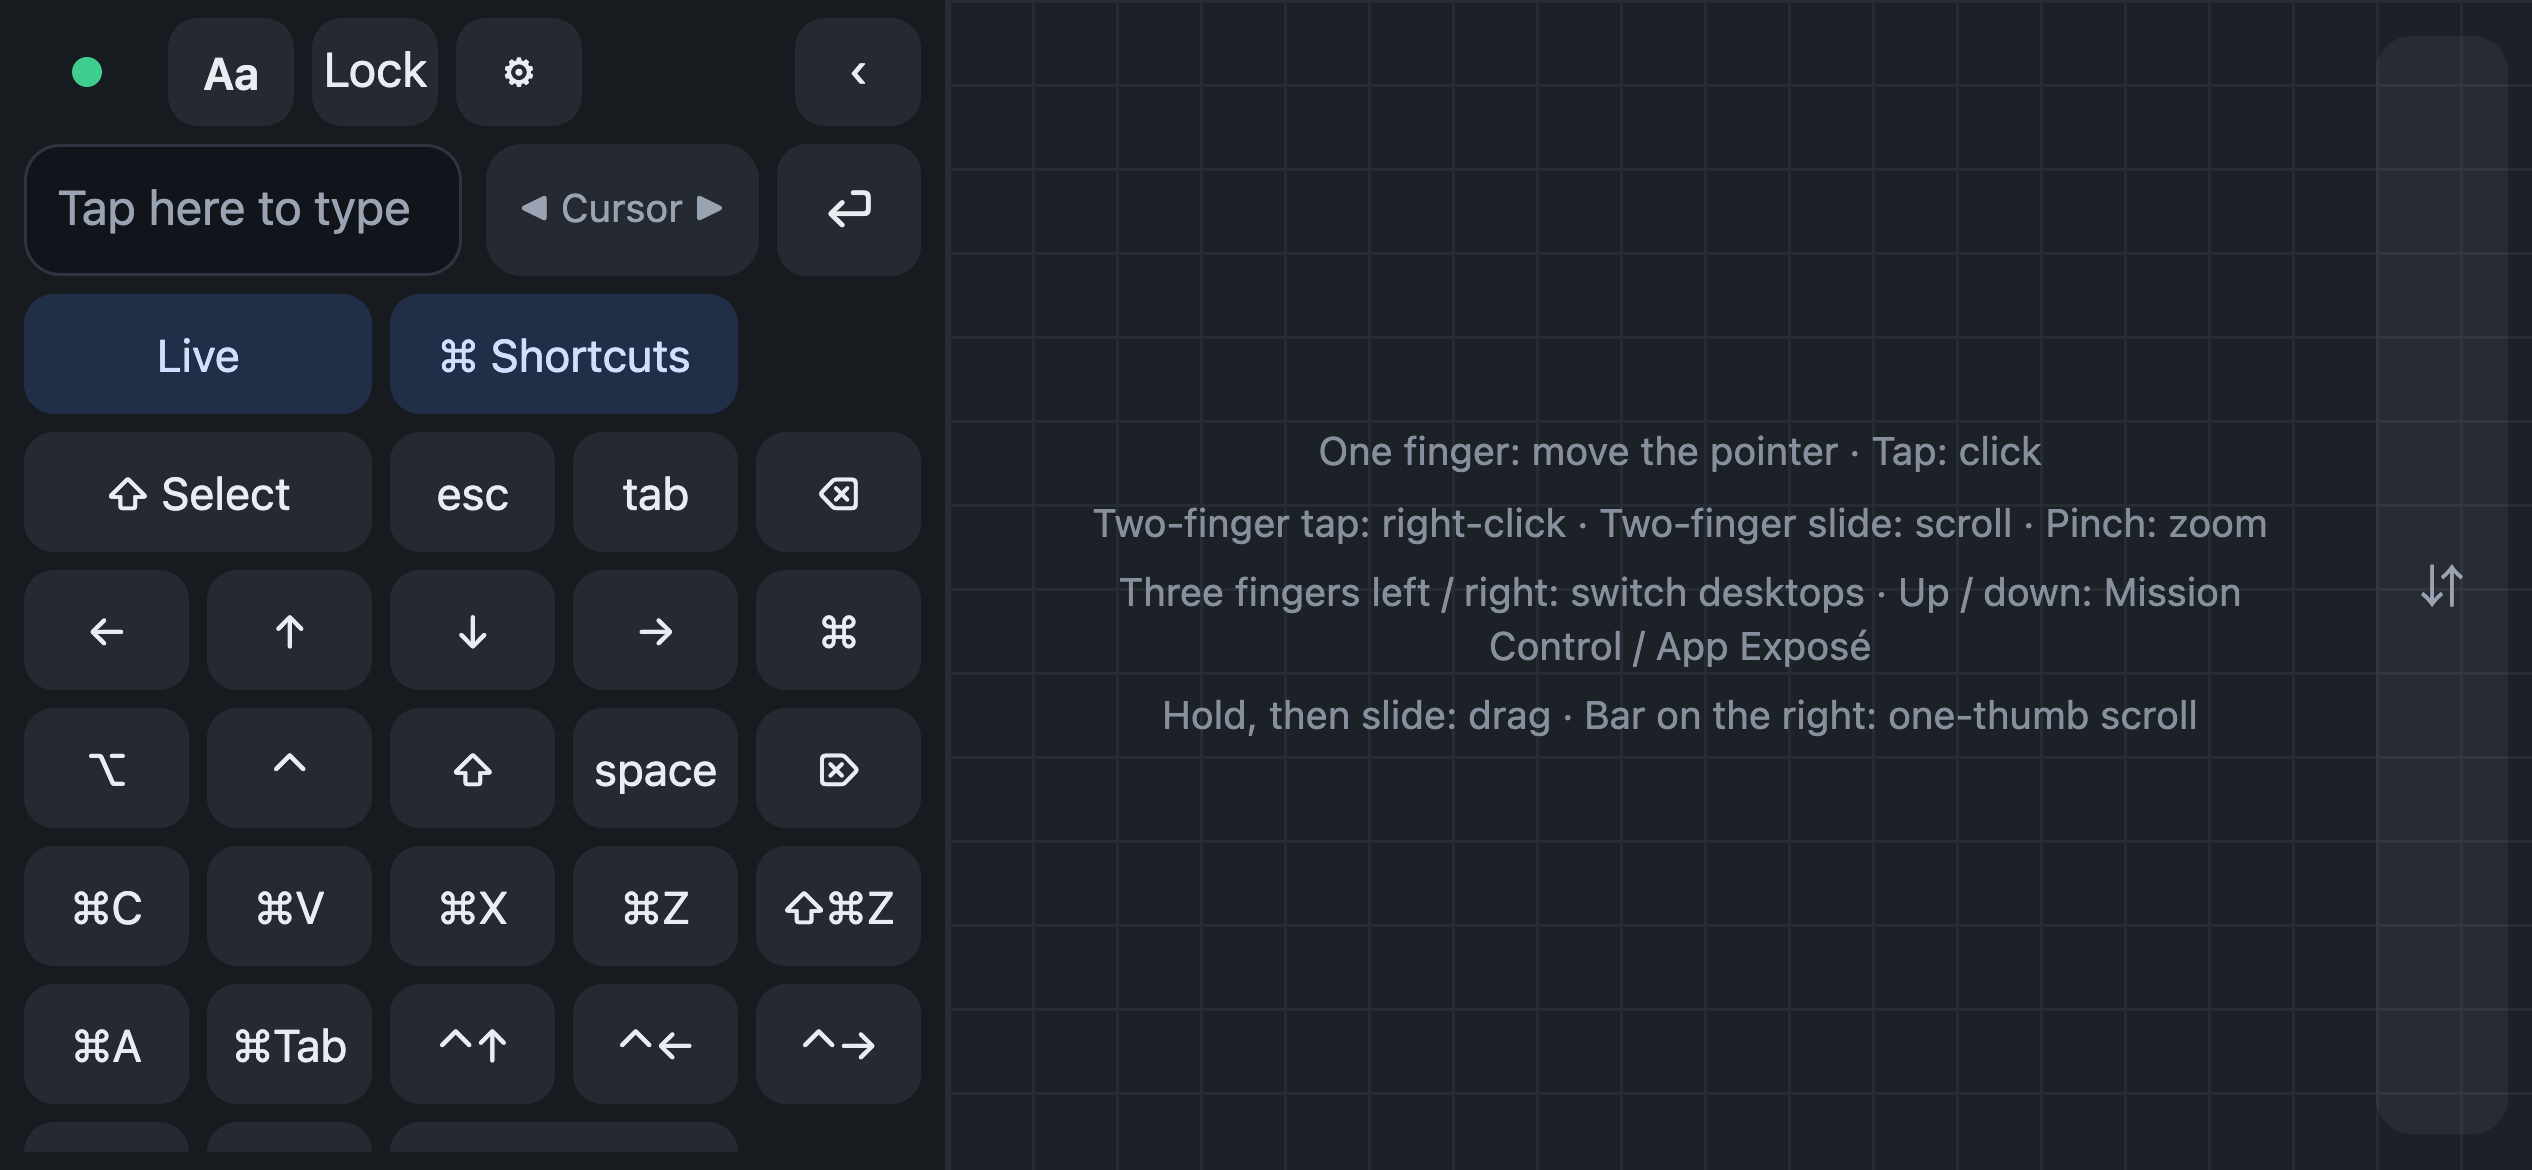 Aa Lock ⚙ ‹
Tap here to type ◀ Cursor ▶ ↩
Live ⌘ Shortcuts
⇧ Select esc tab ⌫
← ↑ ↓ → ⌘
⌥ ^ ⇧ space ⌦
⌘C ⌘V ⌘X ⌘Z ⇧⌘Z
⌘A ⌘Tab ^↑ ^← ^→
One finger: move the pointer · Tap: click
Two-finger tap: right-click · Two-finger slide: scroll · Pinch: zoom
Three fingers left / right: switch desktops · Up / down: Mission
Control / App Exposé
Hold, then slide: drag · Bar on the right: one-thumb scroll
↓↑